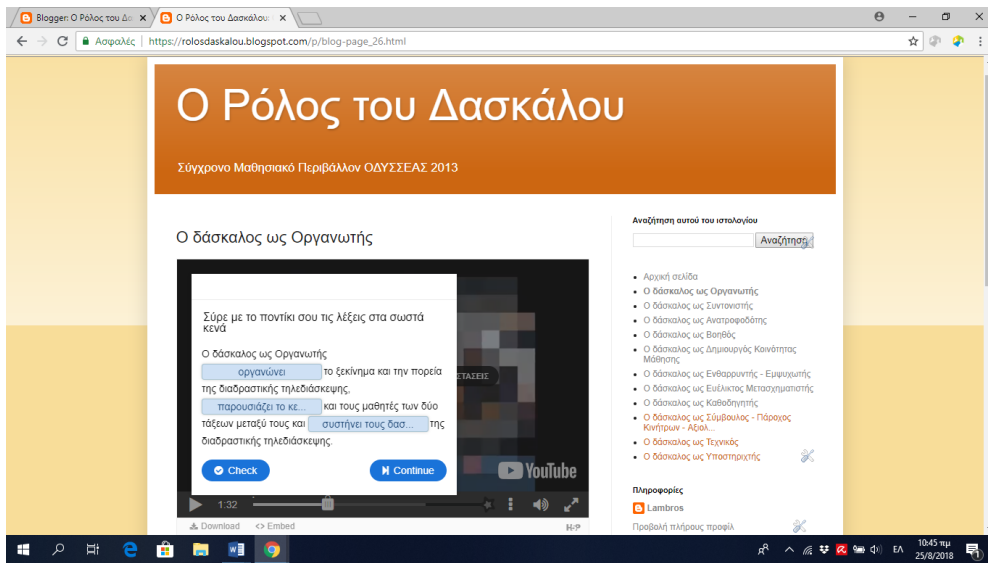 Blogger: Ο Ρόλος του Δα
Ο Ρόλος του Δασκάλου:
Ασφαλές
https://rolosdaskalou.blogspot.com/p/blog-page_26.html
Ο Ρόλος του Δασκάλου
Σύγχρονο Μαθησιακό Περιβάλλον ΟΔΥΣΣΕΑΣ 2013
Ο δάσκαλος ως Οργανωτής
Σύρε με το ποντίκι σου τις λέξεις στα σωστά
κενά
Ο δάσκαλος ως Οργανωτής
οργανώνει το ξεκίνημα και την πορεία
της διαδραστικής τηλεδιάσκεψης,
παρουσιάζει το κε... και τους μαθητές των δύο
τάξεων μεταξύ τους και συστήνει τους δασ... της
διαδραστικής τηλεδιάσκεψης.
Check
Continue
ΤΑΣΕΙΣ
YouTube
1:32
Download
<> Embed
H-P
Αναζήτηση αυτού του ιστολογίου
Αναζήτηση
Αρχική σελίδα
Ο δάσκαλος ως Οργανωτής
Ο δάσκαλος ως Συντονιστής
Ο δάσκαλος ως Ανατροφοδότης
Ο δάσκαλος ως Βοηθός
Ο δάσκαλος ως Δημιουργός Κοινότητας
Μάθησης
Ο δάσκαλος ως Ενθαρρυντής - Εμψυχωτής
Ο δάσκαλος ως Ευέλικτος Μετασχηματιστής
Ο δάσκαλος ως Καθοδηγητής
Ο δάσκαλος ως Σύμβουλος - Πάροχος
Κινήτρων - Αξιολ...
Ο δάσκαλος ως Τεχνικός
Ο δάσκαλος ως Υποστηριχτής
Πληροφορίες
Lambros
Προβολή πλήρους προφίλ
ΕΛ
10:45 πμ
25/8/2018
1